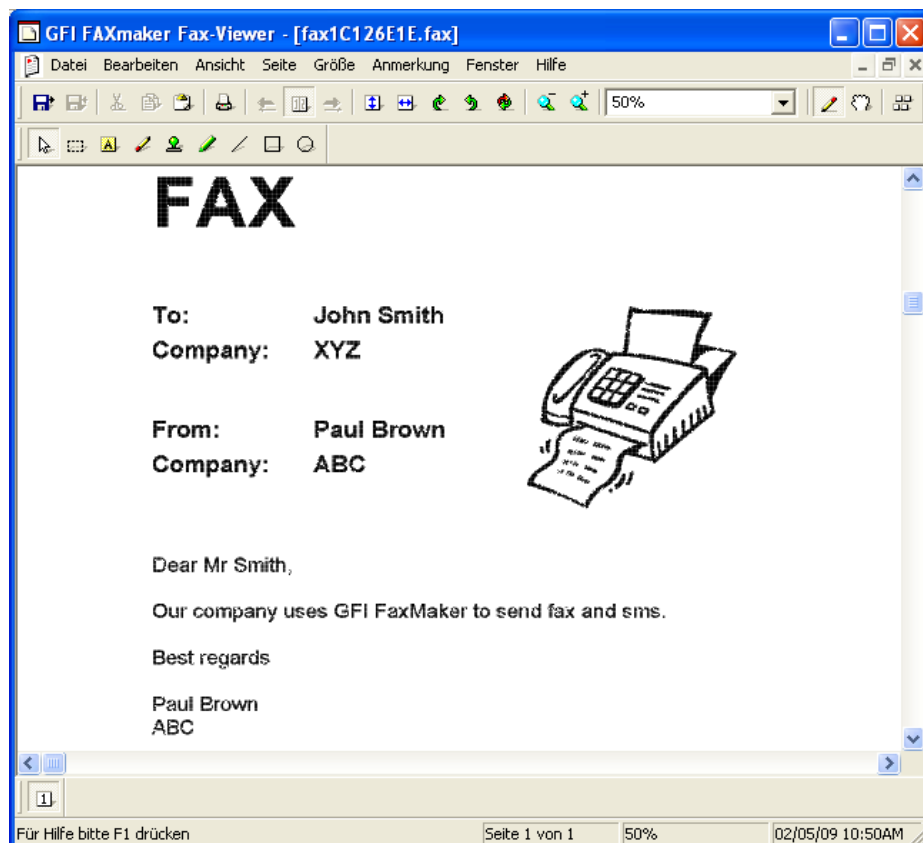 GFI FAXmaker Fax-Viewer - [fax1C126E1E.fax]
Datei Bearbeiten Ansicht Seite Größe Anmerkung Fenster Hilfe
50%
A
FAX
To: John Smith
Company: XYZ
From: Paul Brown
Company: ABC
Dear Mr Smith,
Our company uses GFI FaxMaker to send fax and sms.
Best regards
Paul Brown
ABC
1
Für Hilfe bitte F1 drücken Seite 1 von 1 50% 02/05/09 10:50AM